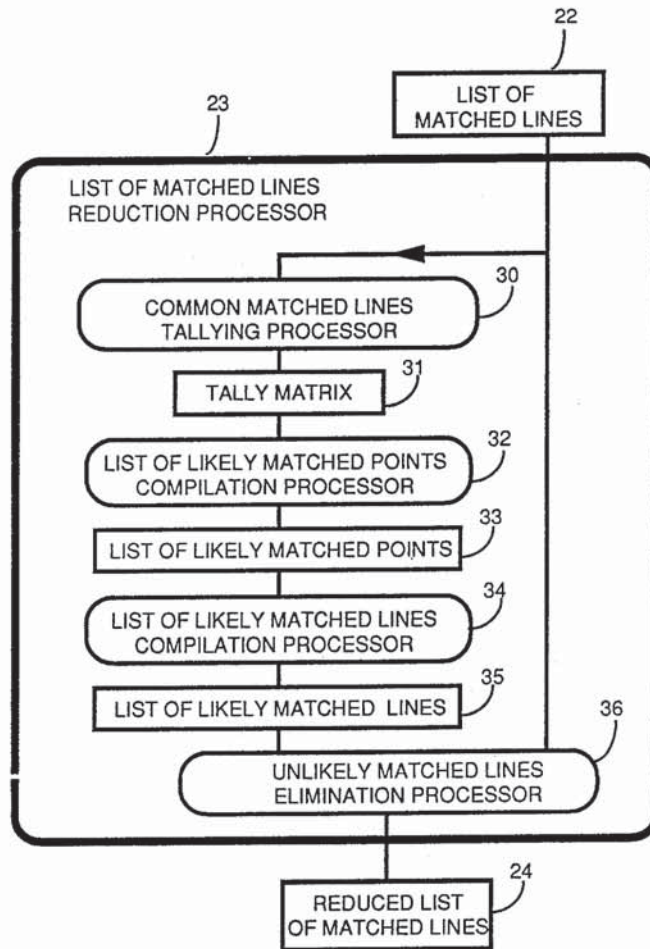 22
LIST OF
MATCHED LINES
23
LIST OF MATCHED LINES
REDUCTION PROCESSOR
30
COMMON MATCHED LINES
TALLYING PROCESSOR
31
TALLY MATRIX
32
LIST OF LIKELY MATCHED POINTS
COMPILATION PROCESSOR
33
LIST OF LIKELY MATCHED POINTS
34
LIST OF LIKELY MATCHED LINES
COMPILATION PROCESSOR
35
LIST OF LIKELY MATCHED LINES
36
UNLIKELY MATCHED LINES
ELIMINATION PROCESSOR
24
REDUCED LIST
OF MATCHED LINES